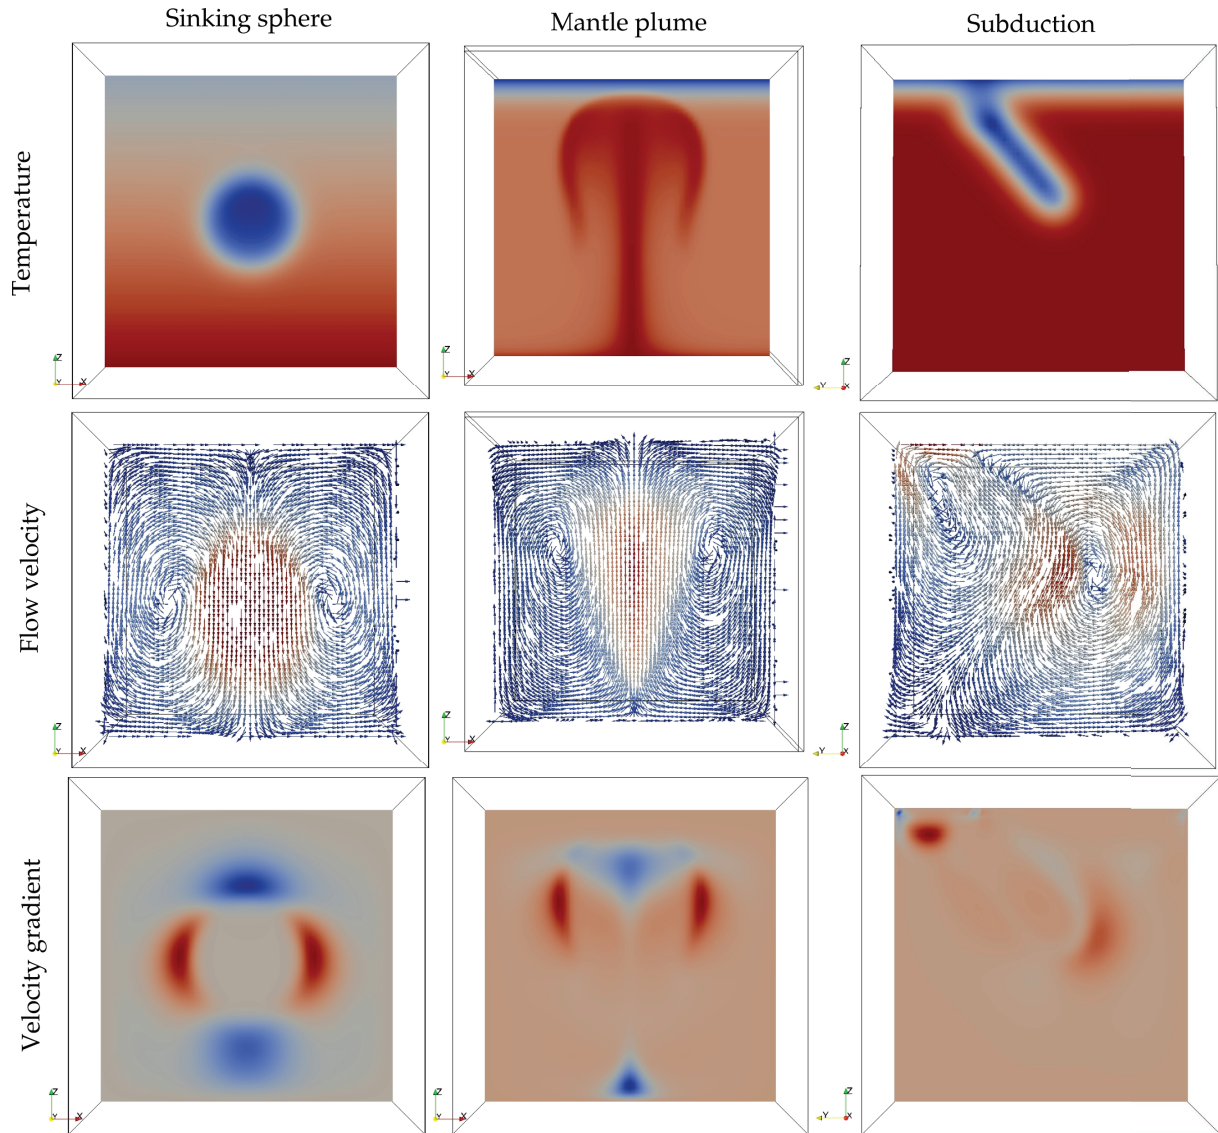 Sinking sphere
Mantle plume
Subduction
Temperature
Z
Y
X
Z
X
Z
Y
X
Flow velocity
Z
Y
X
Z
X
Z
Y
X
Velocity gradient
Z
Y
X
Z
Y
X
Z
Y
X